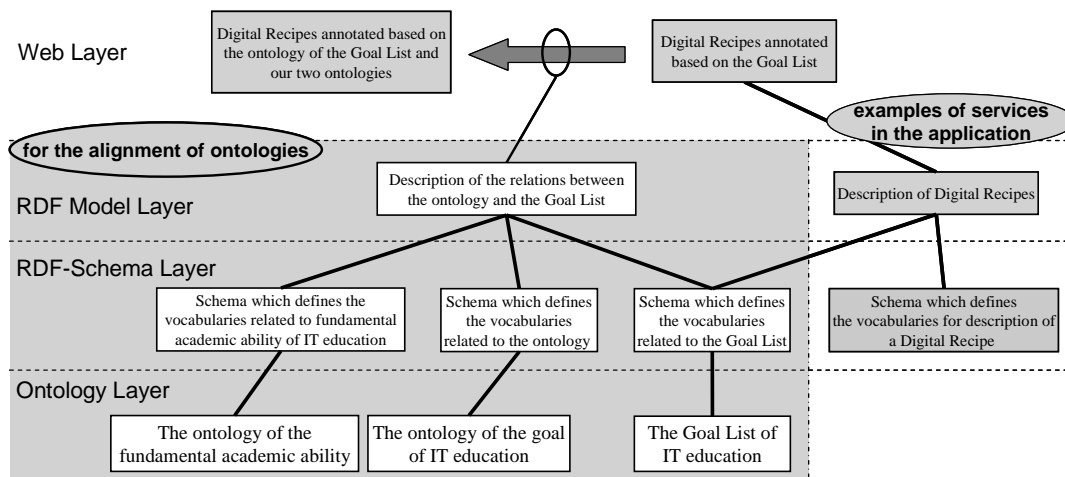 Web Layer
Digital Recipes annotated based on
the ontology of the Goal List and
our two ontologies
Digital Recipes annotated
based on the Goal List
examples of services
in the application
for the alignment of ontologies
RDF Model Layer
Description of the relations between
the ontology and the Goal List
Description of Digital Recipes
RDF-Schema Layer
Schema which defines the
vocabularies related to fundamental
academic ability of IT education
Schema which defines
the vocabularies
related to the ontology
Schema which defines
the vocabularies
related to the Goal List
Schema which defines
the vocabularies for description of
a Digital Recipe
Ontology Layer
The ontology of the
fundamental academic ability
The ontology of the goal
of IT education
The Goal List of
IT education